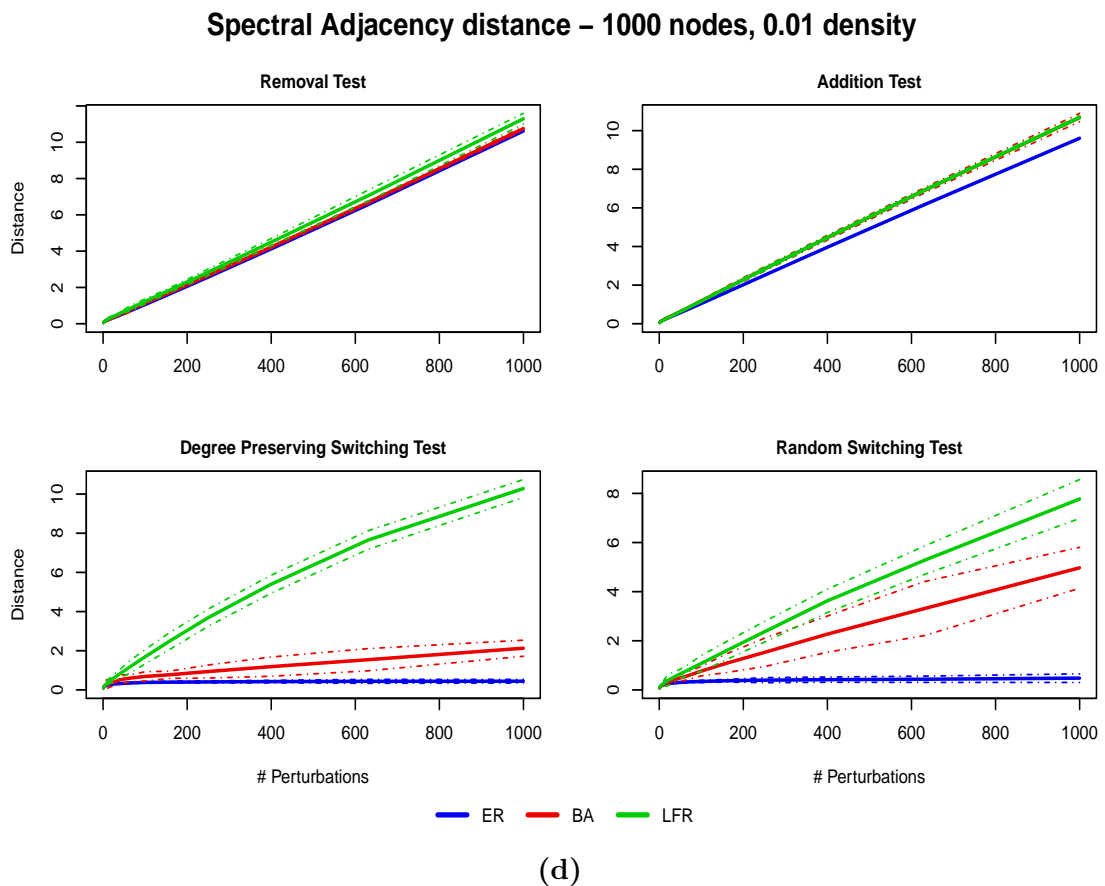 Spectral Adjacency distance – 1000 nodes, 0.01 density
Removal Test
Addition Test
Distance
0 2 4 6 8 10
0 2 4 6 8 10
0 200 400 600 800 1000
0 200 400 600 800 1000
Degree Preserving Switching Test
Random Switching Test
Distance
0 2 4 6 8 10
0 2 4 6 8
0 200 400 600 800 1000
0 200 400 600 800 1000
# Perturbations
# Perturbations
ER BA LFR
(d)